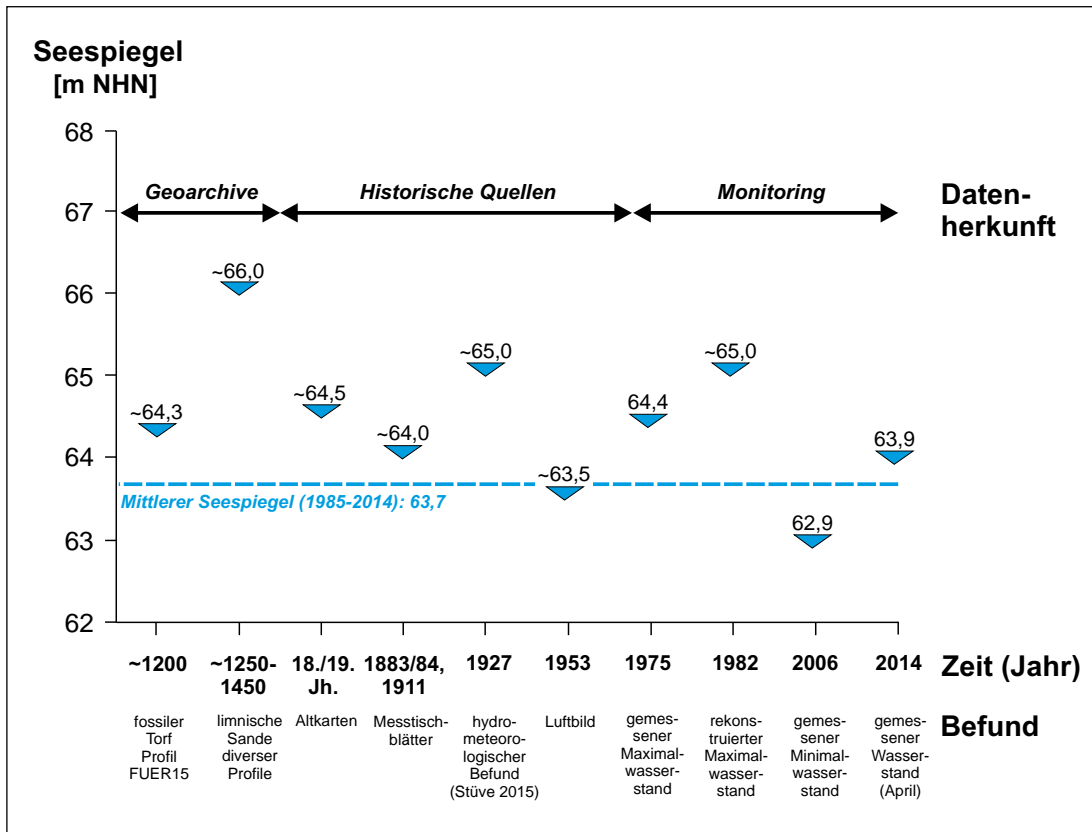 Seespiegel
[m NHN]
68
67
66
65
64
63
62
Geoarchive
Historische Quellen
Monitoring
Daten-
herkunft
~64,3
~66,0
~64,5
~64,0
~65,0
~63,5
64,4
~65,0
62,9
63,9
Mittlerer Seespiegel (1985-2014): 63,7
~1200
~1250-
1450
18./19.
Jh.
1883/84,
1911
1927
1953
1975
1982
2006
2014
Zeit (Jahr)
fossiler
Torf
Profil
FUER15
limnische
Sande
diverser
Profile
Altkarten
Messtisch-
blätter
hydro-
meteoro-
logischer
Befund
(Stüve 2015)
Luftbild
gemes-
sener
Maximal-
wasser-
stand
rekons-
truierter
Maximal-
wasser-
stand
gemes-
sener
Minimal-
wasser-
stand
gemes-
sener
Wasser-
stand
(April)
Befund